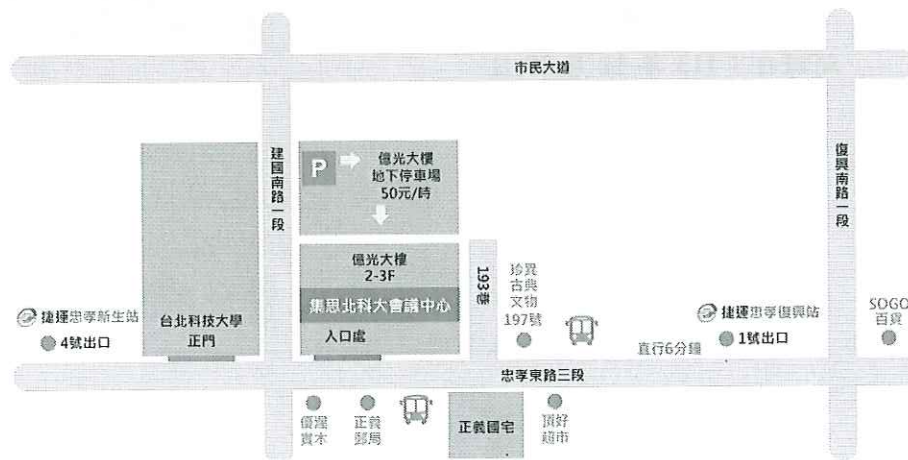 市民大道
建國南路一段
復興南路一段
P
億光大樓
地下停車場
50元/時
億光大樓
2-3F
集思北科大會議中心
入口處
193巷
珍異
古典
文物
197號
捷運忠孝新生站
4號出口
台北科技大學
正門
捷運忠孝復興站
1號出口
直行6分鐘
SOGO
百貨
忠孝東路三段
優渥
實木
正義
郵局
正義國宅
頂好
超市